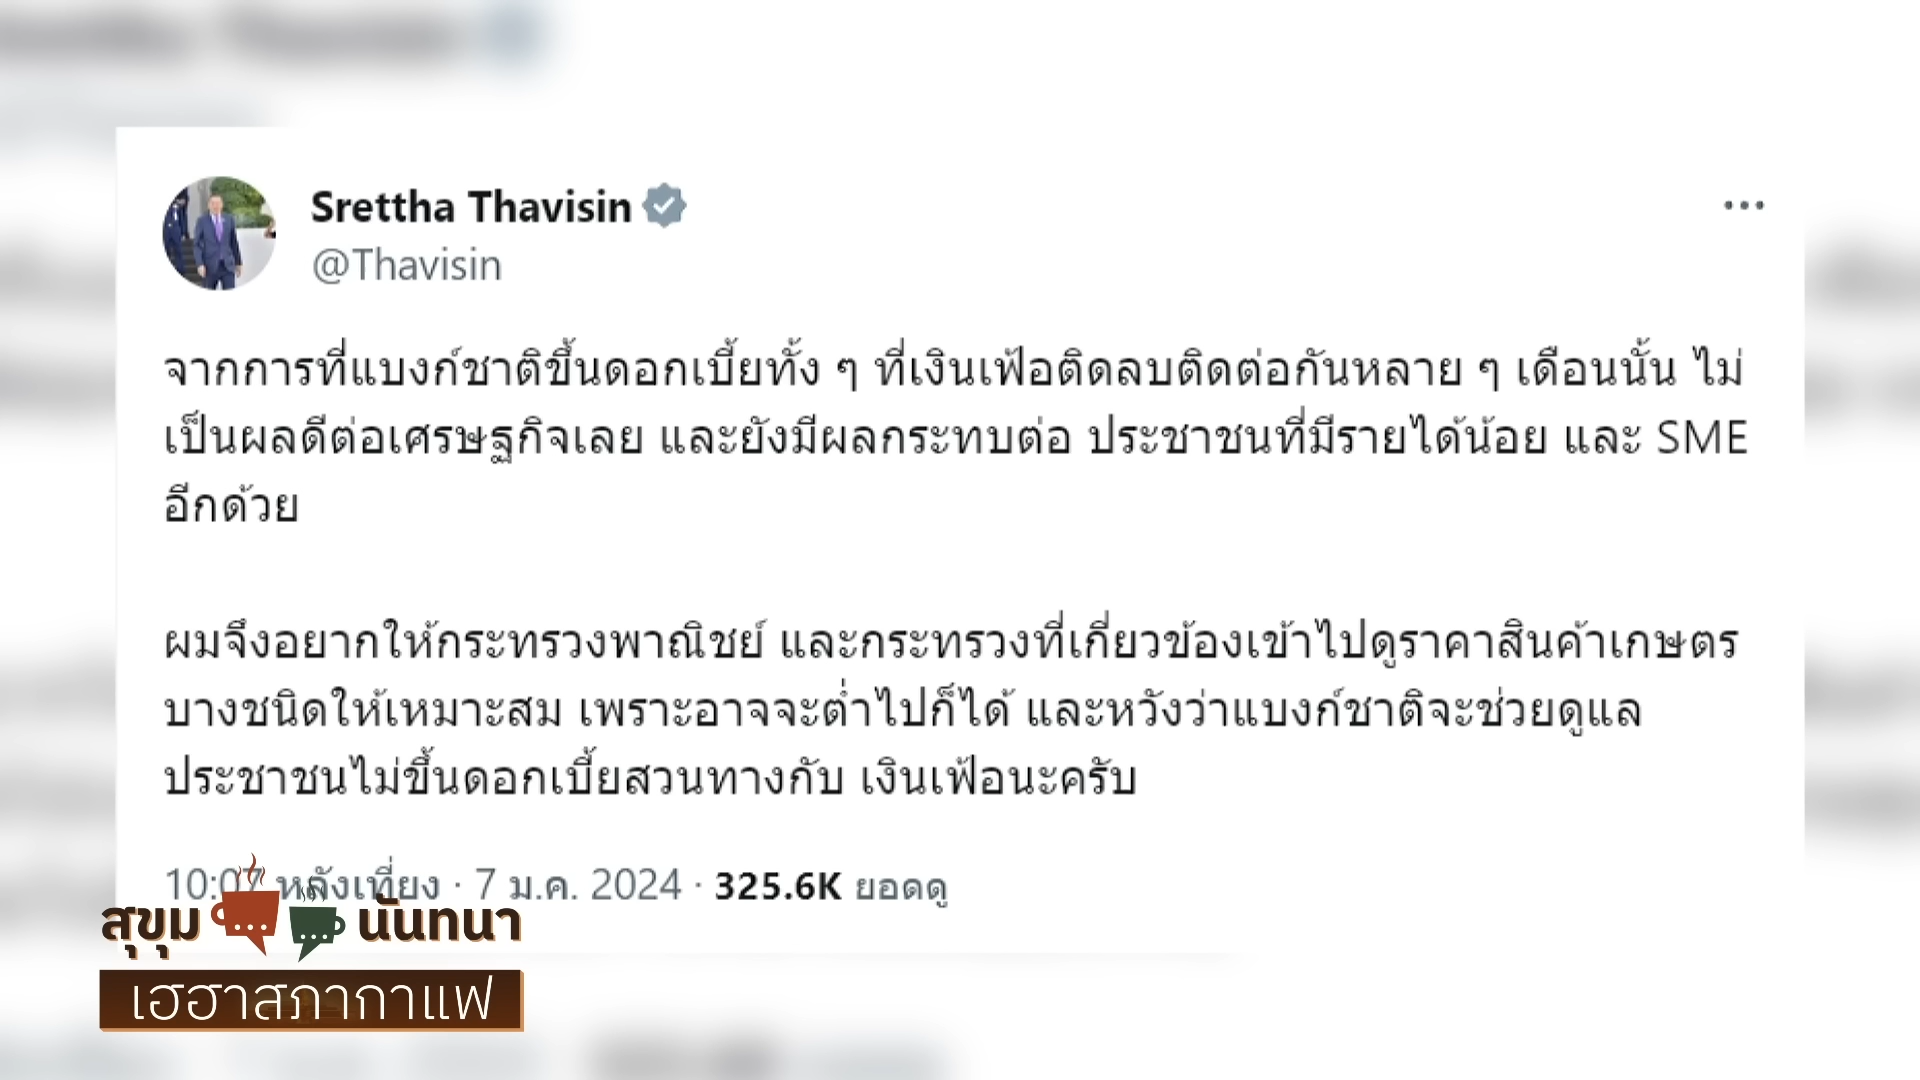 Srettha Thavisin
@Thavisin
จากการที่แบงก์ชาติขึ้นดอกเบี้ยทั้ง ๆ ที่เงินเฟ้อติดลบติดต่อกันหลาย ๆ เดือนนั้น ไม่
เป็นผลดีต่อเศรษฐกิจเลย และยังมีผลกระทบต่อ ประชาชนที่มีรายได้น้อย และ SME
อีกด้วย
ผมจึงอยากให้กระทรวงพาณิชย์ และกระทรวงที่เกี่ยวข้องเข้าไปดูราคาสินค้าเกษตร
บางชนิดให้เหมาะสม เพราะอาจจะต่ำไปก็ได้ และหวังว่าแบงก์ชาติจะช่วยดูแล
ประชาชนไม่ขึ้นดอกเบี้ยสวนทางกับ เงินเฟ้อนะครับ
10:07 หลังเที่ยง · 7 ม.ค. 2024 · 325.6K ยอดดู
สุขุม นันทนา
เฮฮาสภากาแฟ